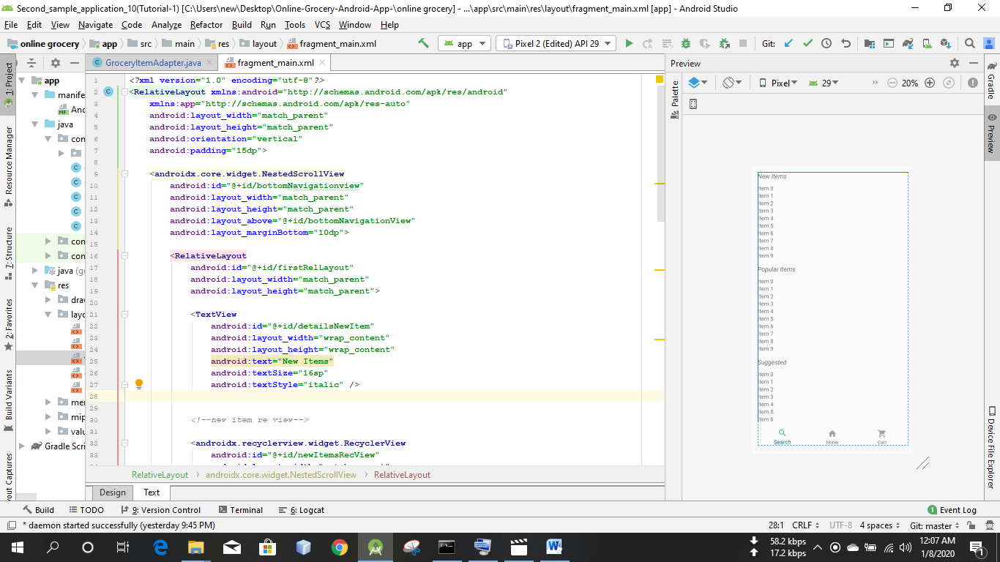 Second_sample_application_10(Tutorial-1) [C:\Users\new\Desktop\Online-Grocery-Android-App-\online grocery] - ...\app\src\main\res\layout\fragment_main.xml [app] - Android Studio
File Edit View Navigate Code Analyze Refactor Build Run Tools VCS Window Help
online grocery app src main res layout fragment_main.xml app Pixel 2 (Edited) API 29 Git:
GroceryItemAdapter.java fragment_main.xml Preview
1: Project
Resource Manager
7: Structure
2: Favorites
Build Variants
app
manife
MF
java
con
con
con
java (g
res
layc
mip
valu
Gradle Scri
1 <?xml version="1.0" encoding="utf-8"?>
2 <RelativeLayout xmlns:android="http://schemas.android.com/apk/res/android"
3 xmlns:app="http://schemas.android.com/apk/res-auto"
4 android:layout_width="match_parent"
5 android:layout_height="match_parent"
6 android:orientation="vertical"
7 android:padding="15dp">
8
9 <androidx.core.widget.NestedScrollView
10 android:id="@+id/bottomNavigationview"
11 android:layout_width="match_parent"
12 android:layout_height="match_parent"
13 android:layout_above="@+id/bottomNavigationView"
14 android:layout_marginBottom="10dp">
15
16 <RelativeLayout
17 android:id="@+id/firstRelLayout"
18 android:layout_width="match_parent"
19 android:layout_height="match_parent">
20
21 <TextView
22 android:id="@+id/detailsNewItem"
23 android:layout_width="wrap_content"
24 android:layout_height="wrap_content"
25 android:text="New Items"
26 android:textSize="16sp"
27 android:textStyle="italic" />
28
29
30 <!--new item re view-->
31
32 <androidx.recyclerview.widget.RecyclerView
33 android:id="@+id/newItemsRecView"
RelativeLayout androidx.core.widget.NestedScrollView RelativeLayout
Design Text
Palette
Pixel 29 20%
New Items
Item 0
Item 1
Item 2
Item 3
Item 4
Item 5
Item 6
Item 7
Item 8
Item 9
Popular Items
Item 0
Item 1
Item 2
Item 3
Item 4
Item 5
Item 6
Item 7
Item 8
Item 9
Suggested
Item 0
Item 1
Item 2
Item 3
Item 4
Item 5
Item 6
Search Home Cart
Gradle
Preview
Device File Explorer
Build TODO 9: Version Control Terminal 6: Logcat 1 Event Log
* daemon started successfully (yesterday 9:45 PM) 28:1 CRLF UTF-8 4 spaces Git: master
58.2 kbps
17.2 kbps
12:07 AM
1/8/2020
1